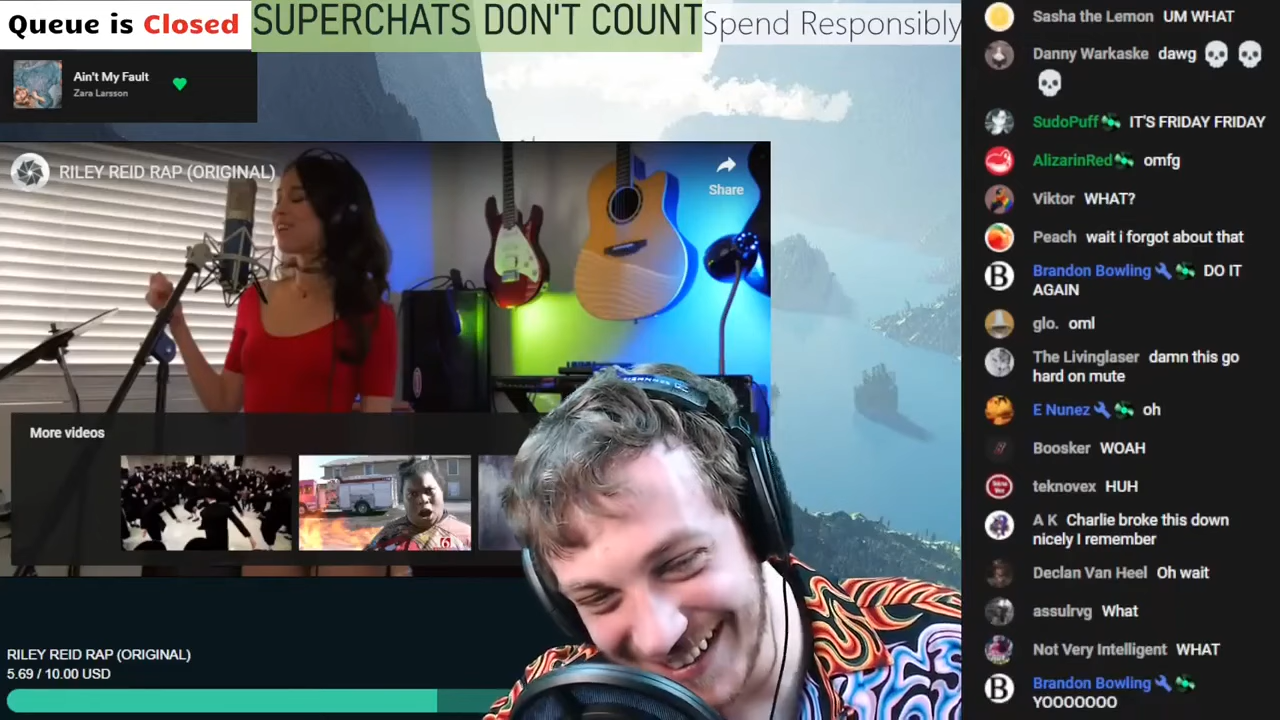 Queue is Closed
SUPERCHATS DON'T COUNT
Spend Responsibly
Ain't My Fault
Zara Larsson
RILEY REID RAP (ORIGINAL)
Share
More videos
RILEY REID RAP (ORIGINAL)
5.69 / 10.00 USD
Sasha the Lemon UM WHAT
Danny Warkaske dawg
SudoPuff IT'S FRIDAY FRIDAY
AlizarinRed omfg
Viktor WHAT?
Peach wait i forgot about that
Brandon Bowling DO IT
AGAIN
glo. oml
The Livinglaser damn this go
hard on mute
E Nunez oh
Boosker WOAH
teknovex HUH
A K Charlie broke this down
nicely I remember
Declan Van Heel Oh wait
assulrvg What
Not Very Intelligent WHAT
Brandon Bowling
YOOOOOOO